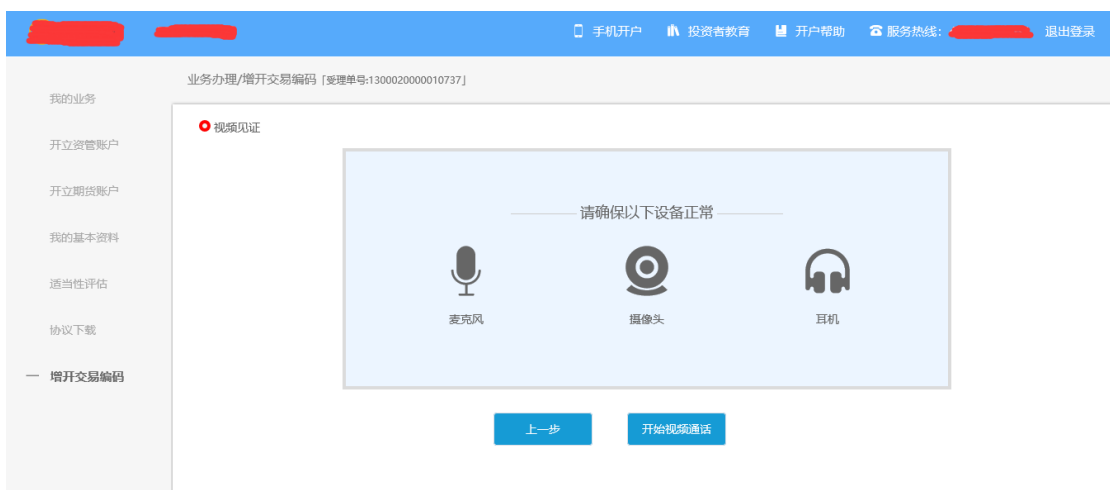 手机开户 投资者教育 开户帮助 服务热线: 退出登录
业务办理/增开交易编码「受理单号:1300020000010737」
我的业务
开立资管账户
开立期货账户
我的基本资料
适当性评估
协议下载
一 增开交易编码
视频见证
请确保以下设备正常
麦克风 摄像头 耳机
上一步 开始视频通话